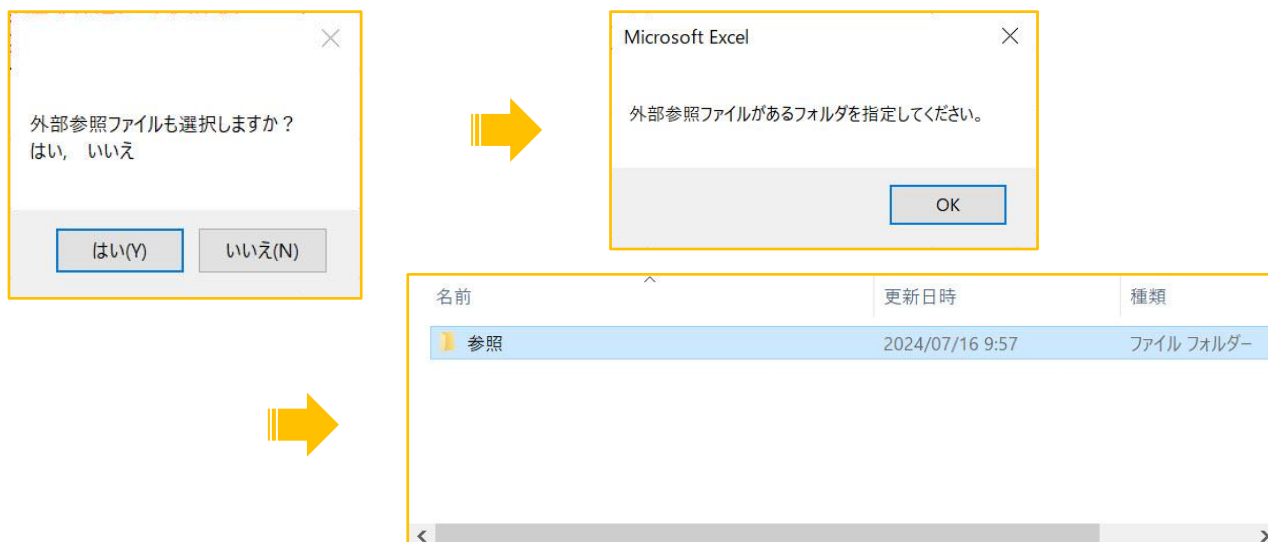 外部参照ファイルも選択しますか？
はい,　いいえ
はい(Y)
いいえ(N)
Microsoft Excel
外部参照ファイルがあるフォルダを指定してください。
OK
名前
更新日時
種類
参照
2024/07/16 9:57
ファイル フォルダー